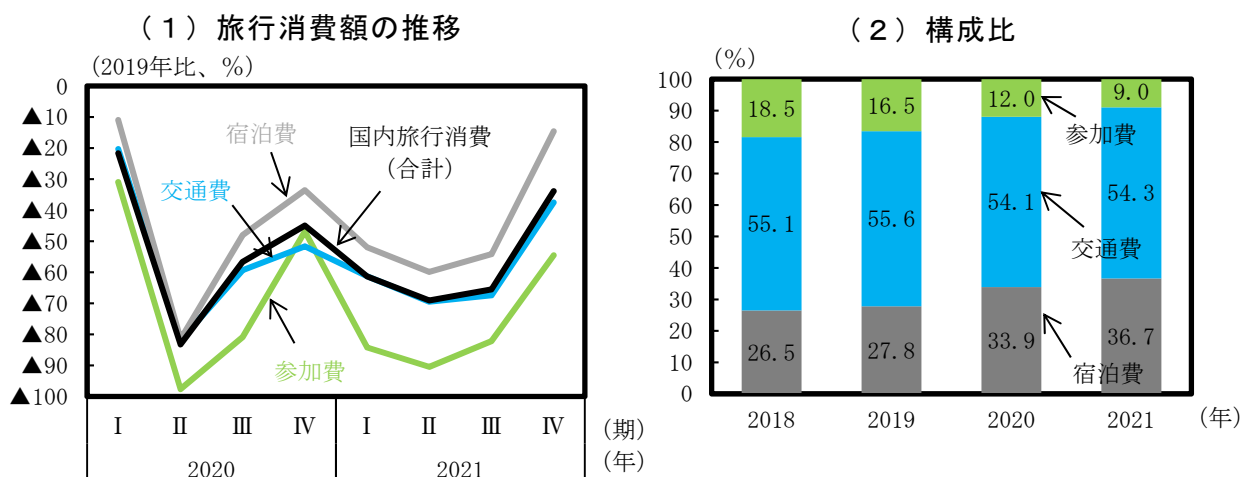 （１）旅行消費額の推移
（2019年比、％）
0
▲10
▲20
▲30
▲40
▲50
▲60
▲70
▲80
▲90
▲100
宿泊費
国内旅行消費
（合計）
交通費
参加費
Ⅰ Ⅱ Ⅲ Ⅳ Ⅰ Ⅱ Ⅲ Ⅳ （期）
2020 2021 （年）
（２）構成比
（％）
100
90
80
70
60
50
40
30
20
10
0
18.5 16.5 12.0 9.0
参加費
55.1 55.6 54.1 54.3
交通費
26.5 27.8 33.9 36.7
宿泊費
2018 2019 2020 2021 （年）